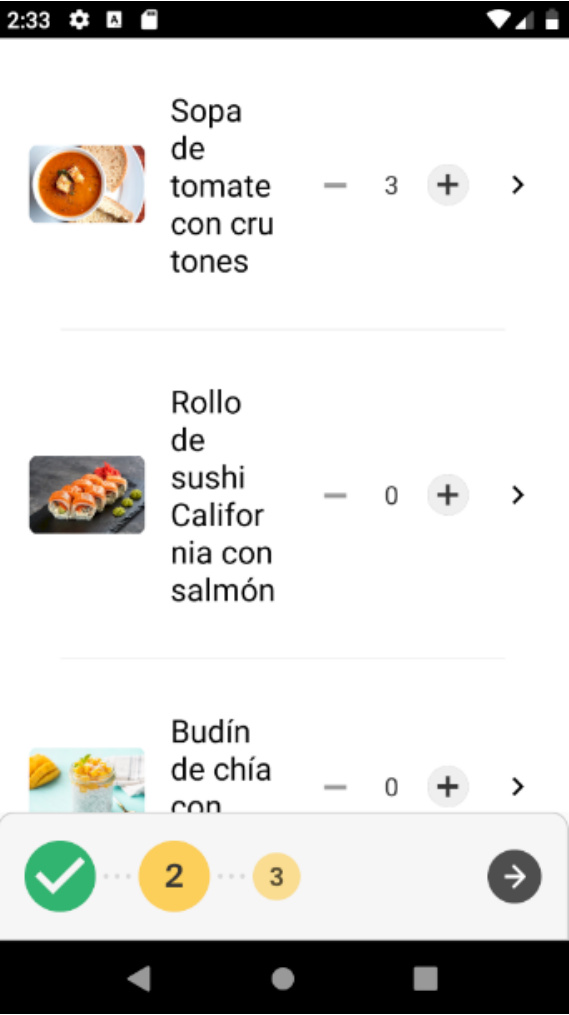 2:33
A
Sopa
de
tomate
con cru
tones
3
Rollo
de
sushi
Califor
nia con
salmón
0
Budín
de chía
con
0
2
3